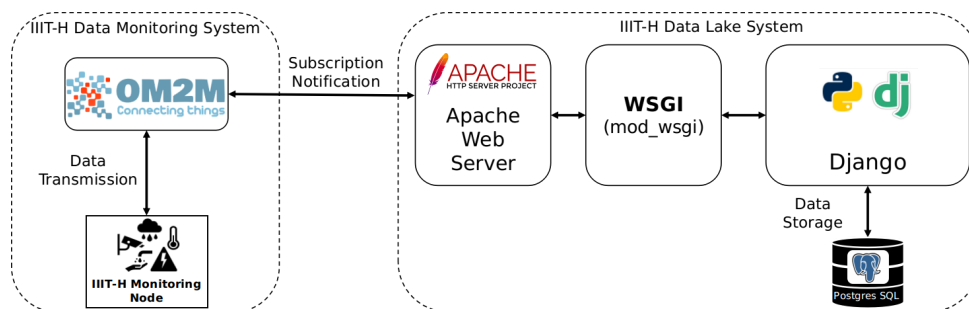 IIIT-H Data Monitoring System
OM2M
Connecting things
Data
Transmission
IIIT-H Monitoring
Node
Subscription
Notification
IIIT-H Data Lake System
APACHE
HTTP SERVER PROJECT
Apache
Web
Server
WSGI
(mod_wsgi)
dj
Django
Data
Storage
Postgres SQL